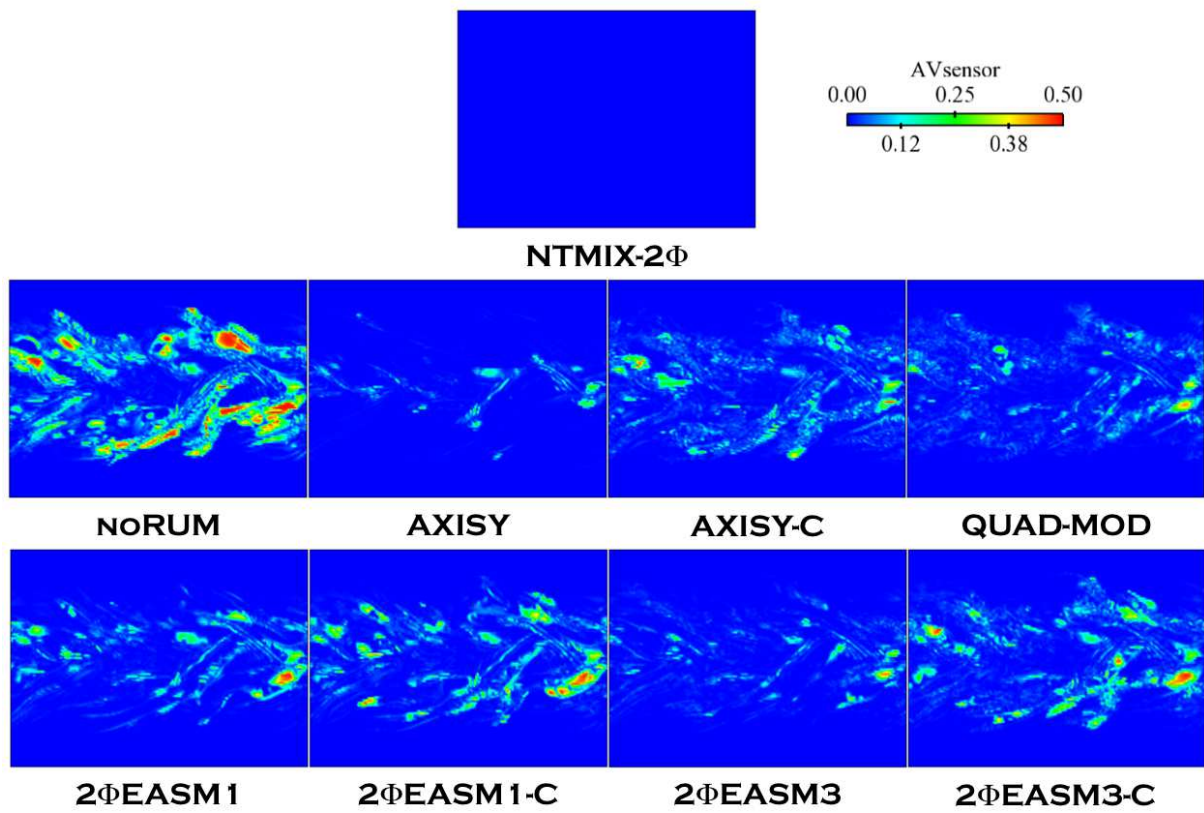 AVsensor
0.00 0.25 0.50
0.12 0.38
NTMIX-2Φ
NORUM AXISY AXISY-C QUAD-MOD
2ΦEASM1 2ΦEASM1-C 2ΦEASM3 2ΦEASM3-C